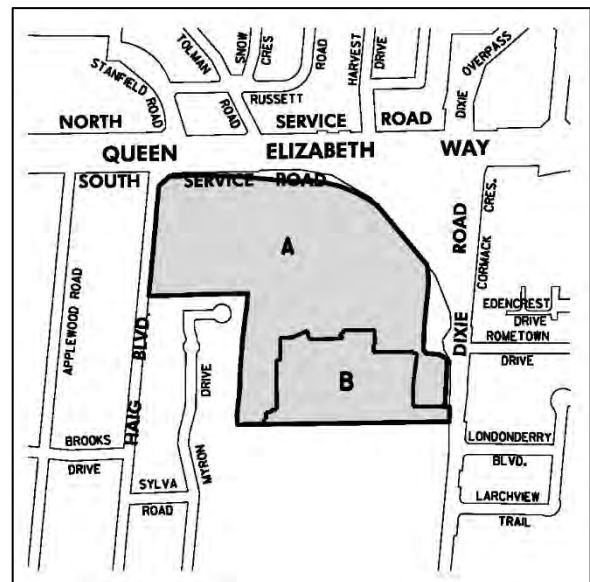 TOLMAN
ROAD
SNOW
CRES
ROAD
HARVEST
DRIVE
DIXIE
OVERPASS
STANFIELD ROAD
RUSSETT
NORTH SERVICE ROAD
QUEEN ELIZABETH WAY
SOUTH SERVICE ROAD
A
B
APPLEWOOD ROAD
HAIG BLVD.
MYRON DRIVE
DIXIE ROAD
CORMACK CRES.
EDENCREST
DRIVE
ROMETOWN
DRIVE
BROOKS
DRIVE
SYLVA
ROAD
LONDONDERRY
BLVD.
LARCHVIEW
TRAIL